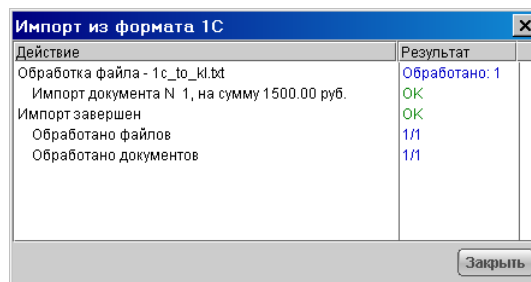 Импорт из формата 1С
Действие Результат
Обработка файла - 1c_to_kl.txt Обработано: 1
Импорт документа N 1, на сумму 1500.00 руб. OK
Импорт завершен OK
Обработано файлов 1/1
Обработано документов 1/1
Закрыть